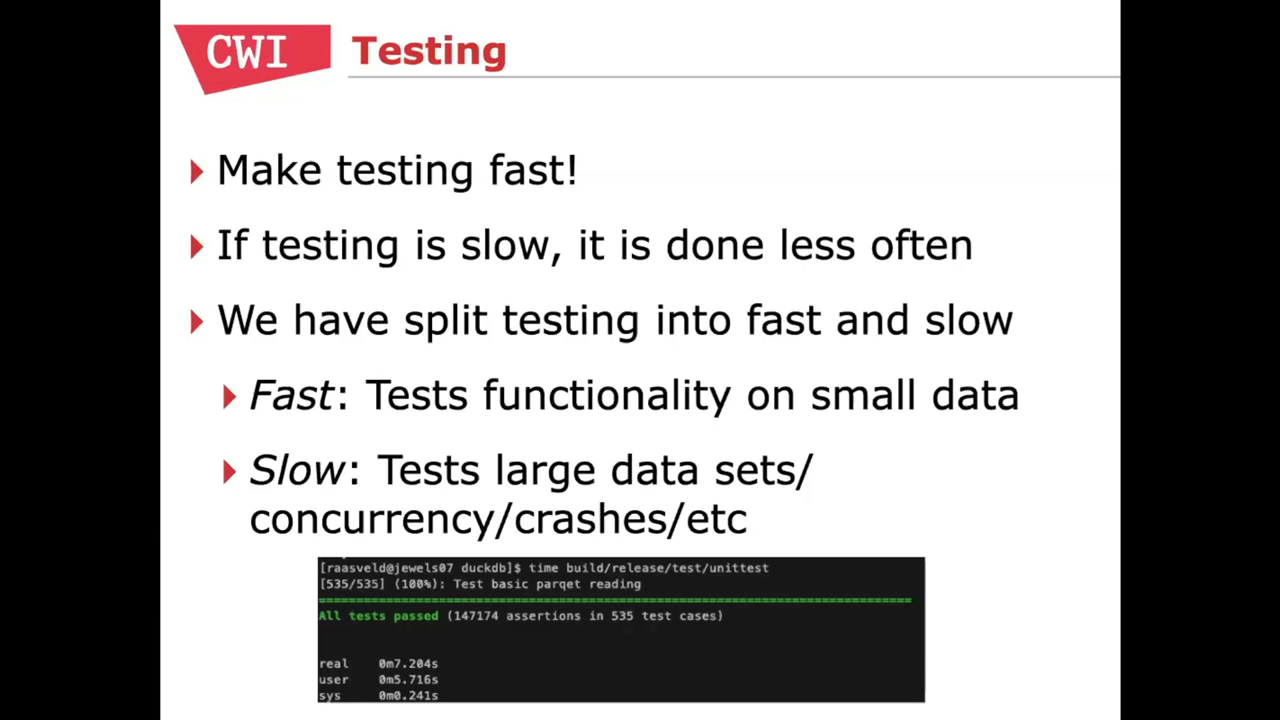 CWI Testing
Make testing fast!
If testing is slow, it is done less often
We have split testing into fast and slow
Fast: Tests functionality on small data
Slow: Tests large data sets/
concurrency/crashes/etc
[raasveld@jewels07 duckdb]$ time build/release/test/unittest
[535/535] (100%): Test basic parqet reading
All tests passed (147174 assertions in 535 test cases)
real 0m7.204s
user 0m5.716s
sys 0m0.241s